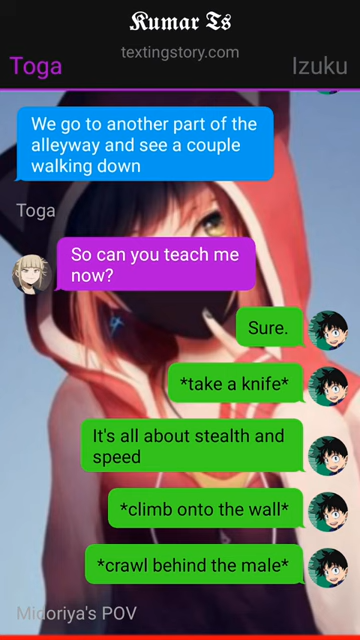 Kumar Ts
textingstory.com
Toga
Izuku
We go to another part of the
alleyway and see a couple
walking down
Toga
So can you teach me
now?
Sure.
*take a knife*
It's all about stealth and
speed
*climb onto the wall*
*crawl behind the male*
Midoriya's POV